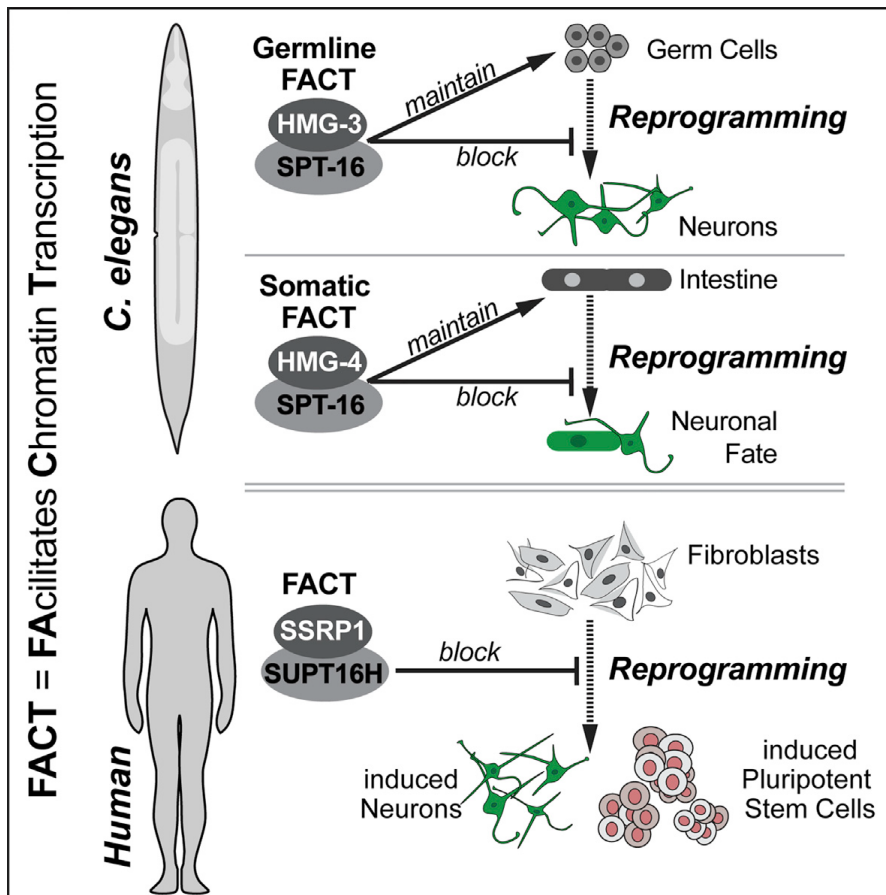 FACT = FAcilitates Chromatin Transcription
C. elegans
Germline
FACT
HMG-3
SPT-16
maintain
block
Germ Cells
Reprogramming
Neurons
Somatic
FACT
HMG-4
SPT-16
maintain
block
Intestine
Reprogramming
Neuronal
Fate
Human
FACT
SSRP1
SUPT16H
block
Fibroblasts
Reprogramming
induced
Neurons
induced
Pluripotent
Stem Cells